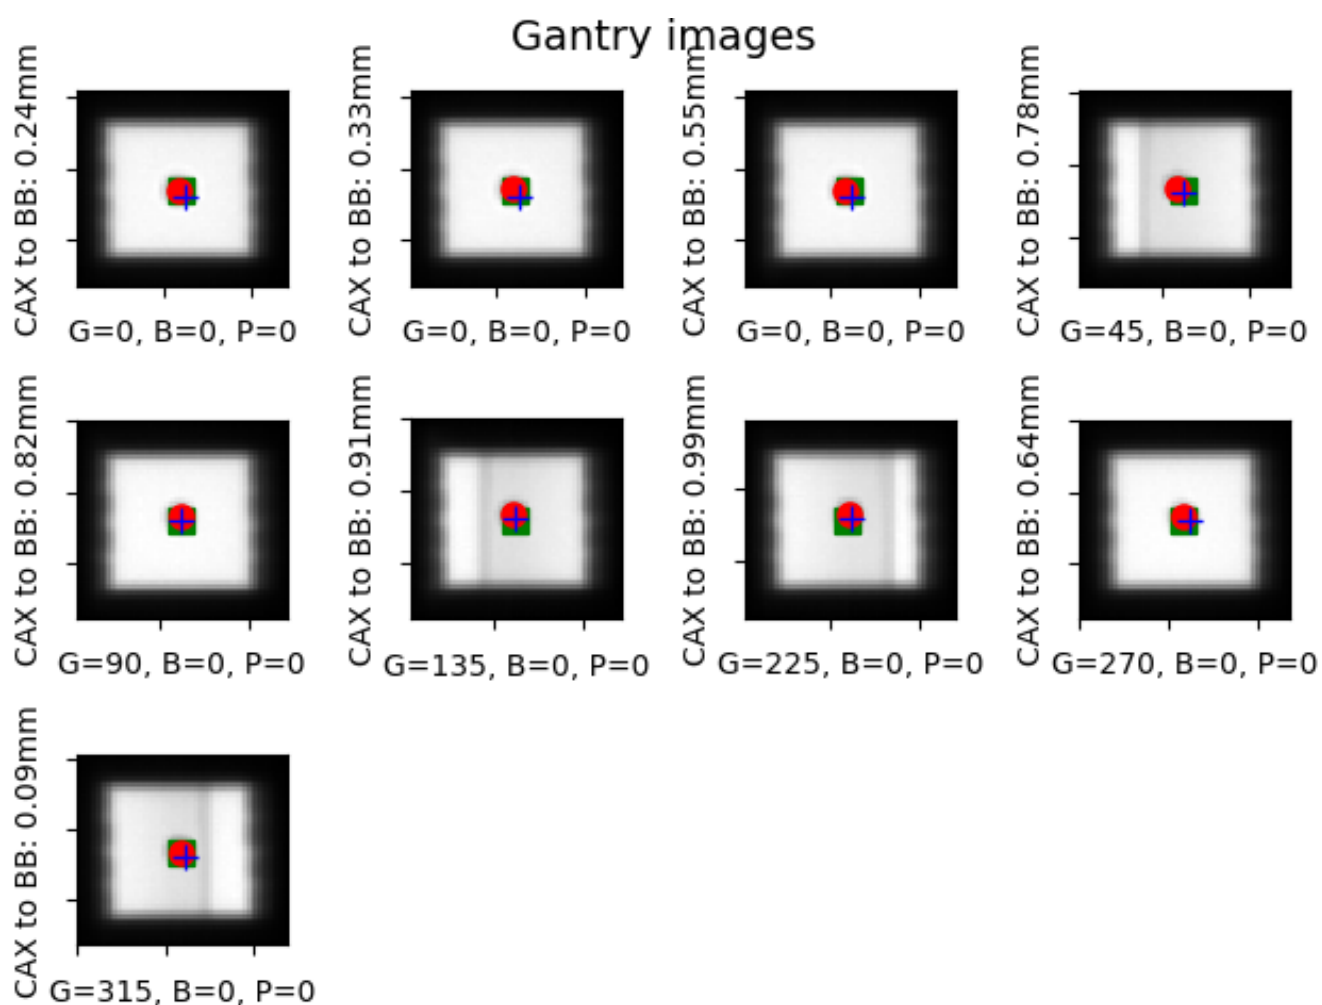 Gantry images
CAX to BB: 0.24mm
G=0, B=0, P=0
CAX to BB: 0.33mm
G=0, B=0, P=0
CAX to BB: 0.55mm
G=0, B=0, P=0
CAX to BB: 0.78mm
G=45, B=0, P=0
CAX to BB: 0.82mm
G=90, B=0, P=0
CAX to BB: 0.91mm
G=135, B=0, P=0
CAX to BB: 0.99mm
G=225, B=0, P=0
CAX to BB: 0.64mm
G=270, B=0, P=0
CAX to BB: 0.09mm
G=315, B=0, P=0